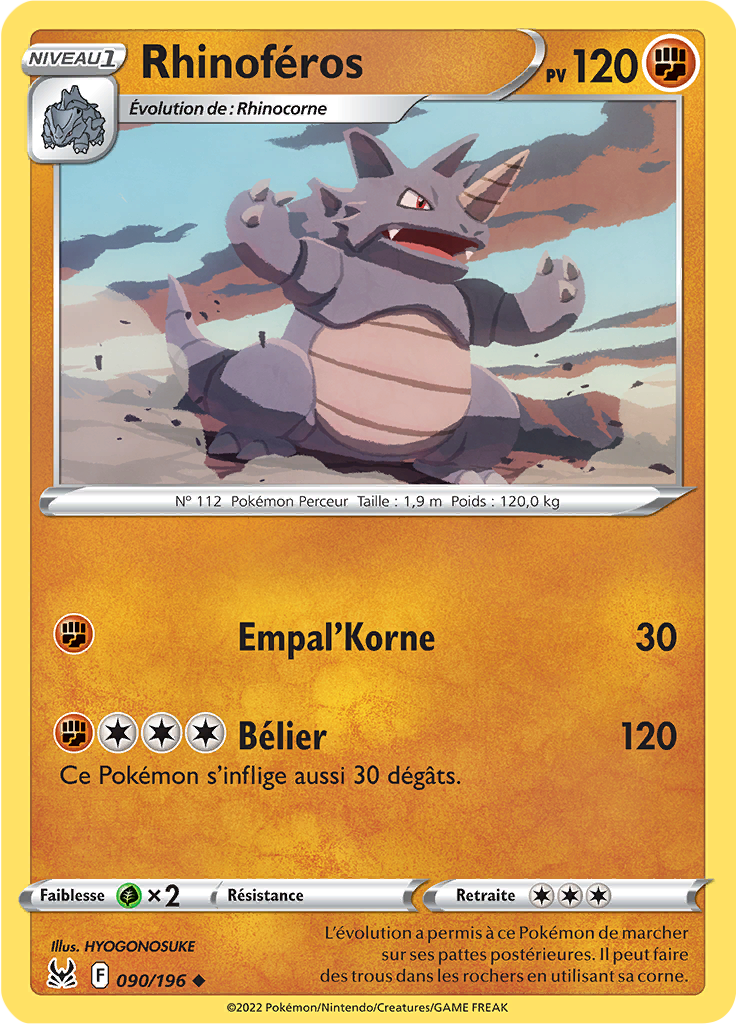 NIVEAU 1
Rhinoféros
PV 120
Évolution de : Rhinocorne
Nº 112 Pokémon Perceur Taille : 1,9 m Poids : 120,0 kg
Empal'Korne 30
Bélier 120
Ce Pokémon s'inflige aussi 30 dégâts.
Faiblesse ×2 Résistance Retraite
Illus. HYOGONOSUKE
F 090/196
L'évolution a permis à ce Pokémon de marcher
sur ses pattes postérieures. Il peut faire
des trous dans les rochers en utilisant sa corne.
©2022 Pokémon/Nintendo/Creatures/GAME FREAK